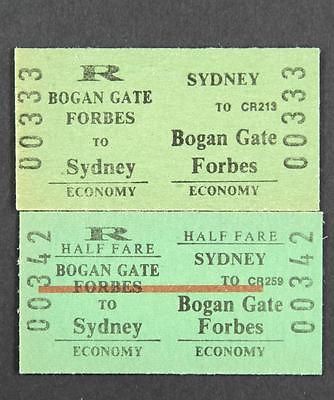 00333
R
BOGAN GATE
FORBES
TO
Sydney
ECONOMY
SYDNEY
TO CR213
Bogan Gate
Forbes
ECONOMY
00333
00342
R
HALF FARE
BOGAN GATE
FORBES
TO
Sydney
ECONOMY
HALF FARE
SYDNEY
TO CR259
Bogan Gate
Forbes
ECONOMY
00342